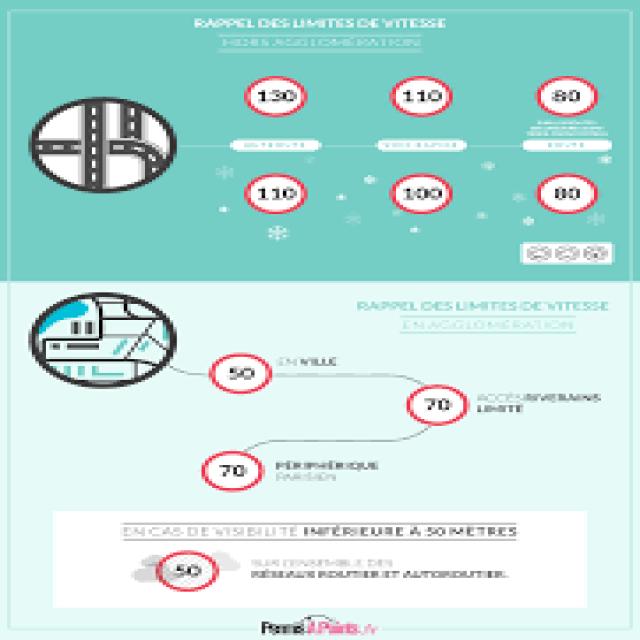 RAPPEL DES LIMITES DE VITESSE
HORS AGGLOMÉRATION
130 110 80
AUTOROUTE VOIE RAPIDE ROUTE
110 100 80
RAPPEL DES LIMITES DE VITESSE
EN AGGLOMÉRATION
50 EN VILLE
70 ACCÈS RIVERAINS
LIMITÉ
70 PÉRIPHÉRIQUE
PARISIEN
EN CAS DE VISIBILITÉ INFÉRIEURE À 50 MÈTRES
50 SUR L'ENSEMBLE DES
RÉSEAUX ROUTIER ET AUTOROUTIER.
PermisAPoints.fr